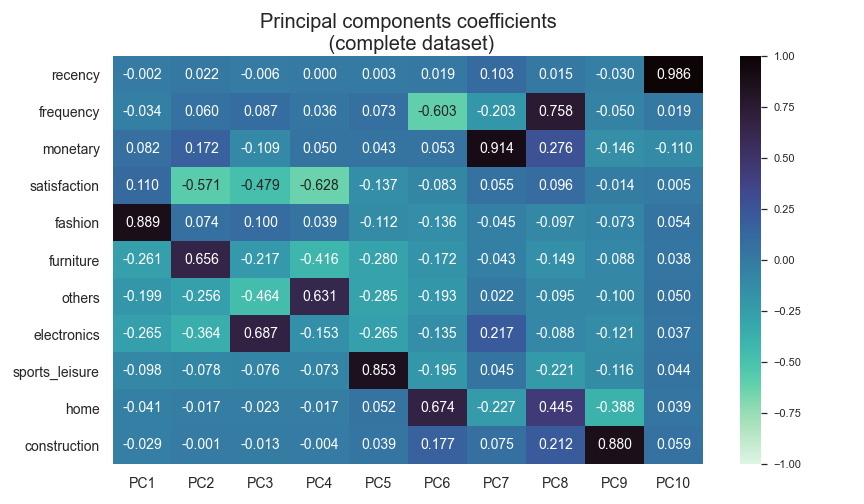 Principal components coefficients
(complete dataset)
recency -0.002 0.022 -0.006 0.000 0.003 0.019 0.103 0.015 -0.030 0.986
frequency -0.034 0.060 0.087 0.036 0.073 -0.603 -0.203 0.758 -0.050 0.019
monetary 0.082 0.172 -0.109 0.050 0.043 0.053 0.914 0.276 -0.146 -0.110
satisfaction 0.110 -0.571 -0.479 -0.628 -0.137 -0.083 0.055 0.096 -0.014 0.005
fashion 0.889 0.074 0.100 0.039 -0.112 -0.136 -0.045 -0.097 -0.073 0.054
furniture -0.261 0.656 -0.217 -0.416 -0.280 -0.172 -0.043 -0.149 -0.088 0.038
others -0.199 -0.256 -0.464 0.631 -0.285 -0.193 0.022 -0.095 -0.100 0.050
electronics -0.265 -0.364 0.687 -0.153 -0.265 -0.135 0.217 -0.088 -0.121 0.037
sports_leisure -0.098 -0.078 -0.076 -0.073 0.853 -0.195 0.045 -0.221 -0.116 0.044
home -0.041 -0.017 -0.023 -0.017 0.052 0.674 -0.227 0.445 -0.388 0.039
construction -0.029 -0.001 -0.013 -0.004 0.039 0.177 0.075 0.212 0.880 0.059
PC1 PC2 PC3 PC4 PC5 PC6 PC7 PC8 PC9 PC10
1.00
0.75
0.50
0.25
0.00
−0.25
−0.50
−0.75
−1.00